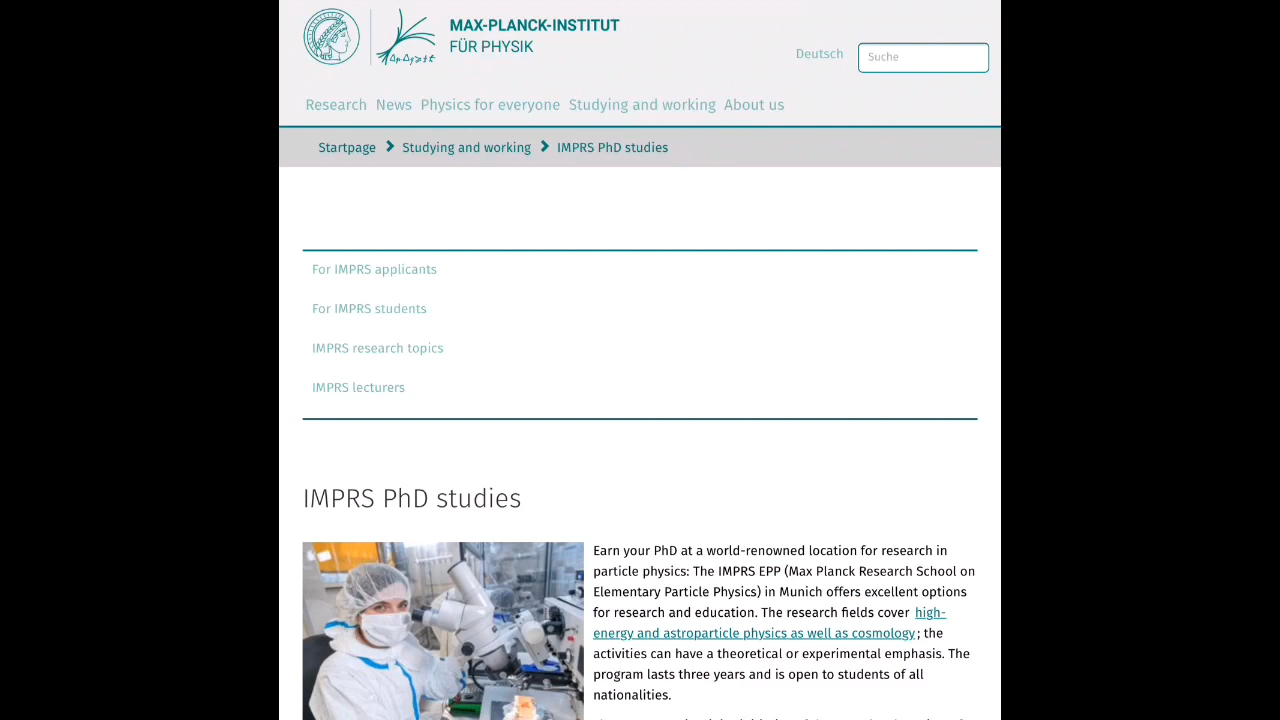 MAX-PLANCK-INSTITUT
FÜR PHYSIK
Deutsch
Suche
Research News Physics for everyone Studying and working About us
Startpage Studying and working IMPRS PhD studies
For IMPRS applicants
For IMPRS students
IMPRS research topics
IMPRS lecturers
IMPRS PhD studies
Earn your PhD at a world-renowned location for research in
particle physics: The IMPRS EPP (Max Planck Research School on
Elementary Particle Physics) in Munich offers excellent options
for research and education. The research fields cover high-
energy and astroparticle physics as well as cosmology; the
activities can have a theoretical or experimental emphasis. The
program lasts three years and is open to students of all
nationalities.